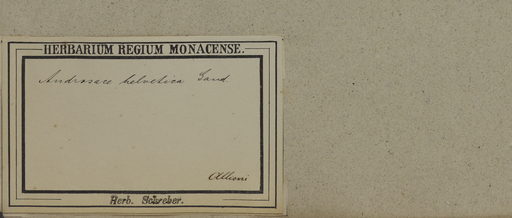 HERBARIUM REGIUM MONACENSE.
Androsace helvetica Gaud.
Allioni
Herb. Schreber.